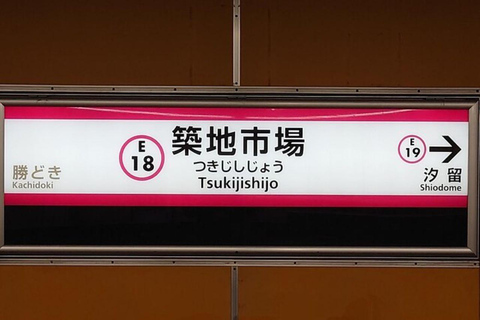 勝どき
Kachidoki
E
18
築地市場
つきじしじょう
Tsukijishijo
E
19
汐留
Shiodome